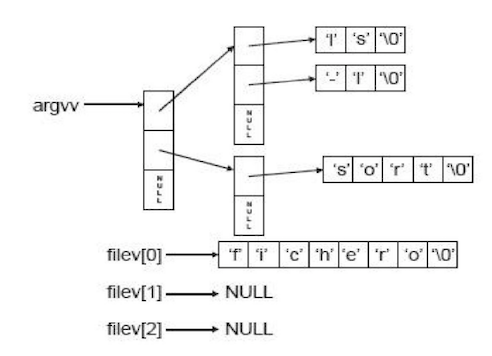 'l' 's' '\0'
'-' 'l' '\0'
argvv
NULL
NULL
's' 'o' 'r' 't' '\0'
NULL
filev[0] 'f' 'i' 'c' 'h' 'e' 'r' 'o' '\0'
filev[1] NULL
filev[2] NULL